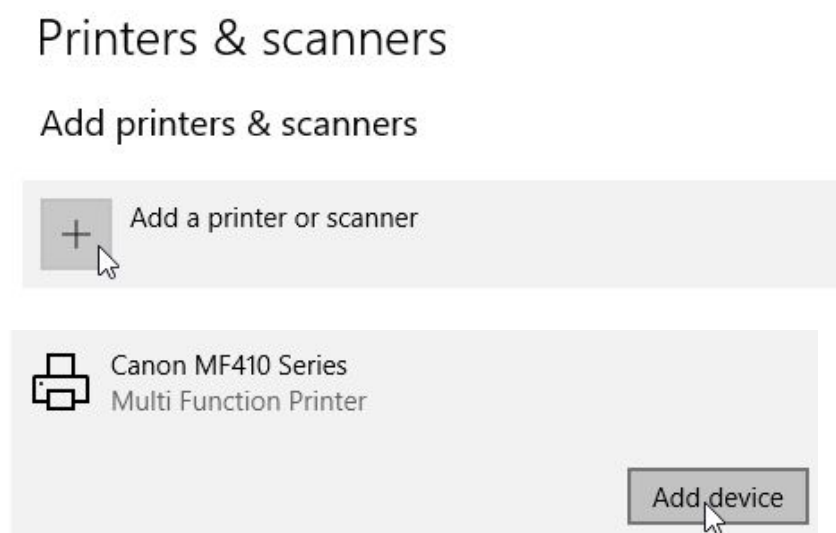 Printers & scanners
Add printers & scanners
Add a printer or scanner
Canon MF410 Series
Multi Function Printer
Add device